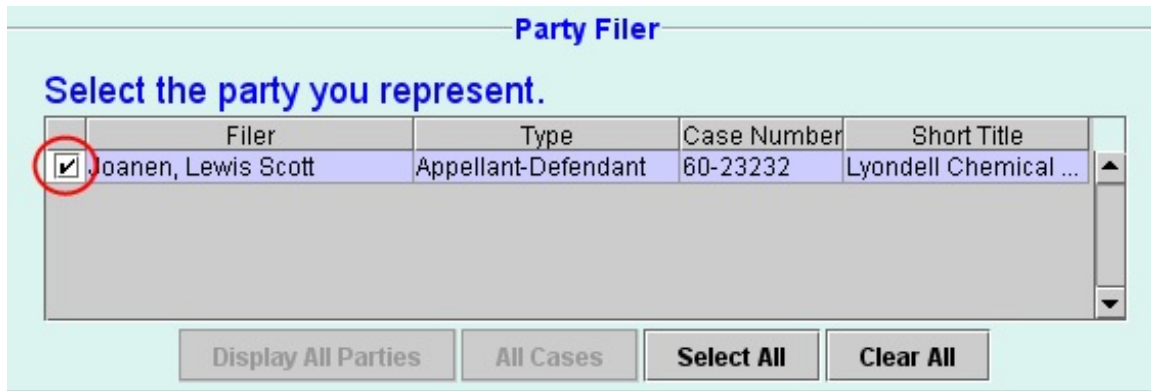 Party Filer
Select the party you represent.
Filer Type Case Number Short Title
Joanen, Lewis Scott Appellant-Defendant 60-23232 Lyondell Chemical ...
Display All Parties All Cases Select All Clear All